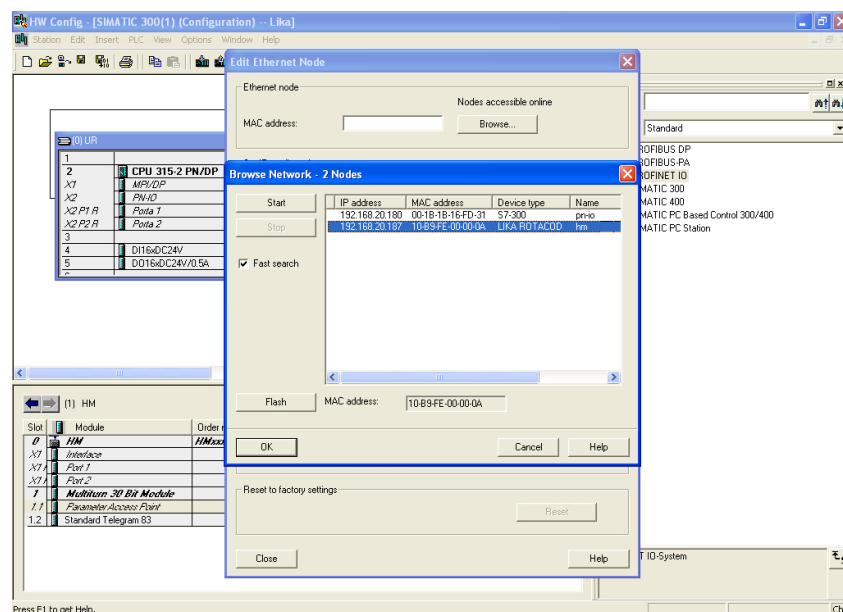 HW Config - [SIMATIC 300(1) (Configuration) -- Lika]
Station Edit Insert PLC View Options Window Help
Edit Ethernet Node
Ethernet node
Nodes accessible online
MAC address:
Browse...
Standard
(0) UR
1
2 CPU 315-2 PN/DP
X1 MPI/DP
X2 PN-IO
X2 P1 R Porta 1
X2 P2 R Porta 2
3
4 DI16xDC24V
5 DO16xDC24V/0.5A
ROFIBUS DP
ROFIBUS-PA
ROFINET IO
MATIC 300
MATIC 400
MATIC PC Based Control 300/400
MATIC PC Station
Browse Network - 2 Nodes
Start
Stop
Fast search
IP address MAC address Device type Name
192.168.20.180 00-1B-1B-16-FD-31 S7-300 pn-io
192.168.20.187 10-B9-FE-00-00-0A LIKA ROTACOD hm
Flash
MAC address: 10-B9-FE-00-00-0A
OK
Cancel
Help
(1) HM
Slot Module Order
0 HM HMxx
X1 Interface
X1 Port 1
X1 Port 2
1 Multiturn 30 Bit Module
1.1 Parameter Access Point
1.2 Standard Telegram 83
Reset to factory settings
Reset
Close
Help
T IO-System
Press F1 to get Help.
Ch